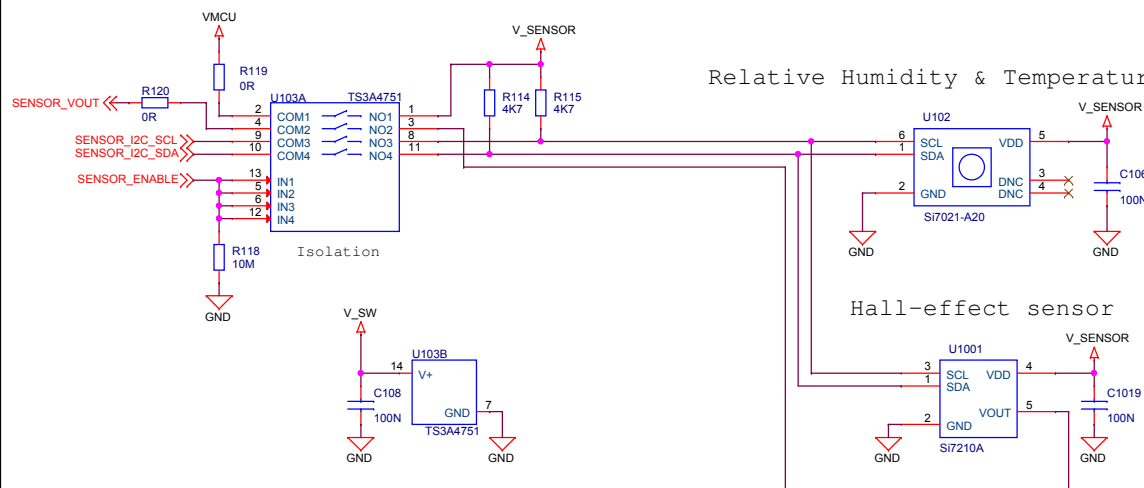 VMCU
V_SENSOR
R119
0R
R120
0R
SENSOR_VOUT
U103A
TS3A4751
R114
4K7
R115
4K7
Relative Humidity & Temperatur
V_SENSOR
2 COM1 NO1 1
4 COM2 NO2 3
9 COM3 NO3 8
10 COM4 NO4 11
SENSOR_I2C_SCL
SENSOR_I2C_SDA
SENSOR_ENABLE
13 IN1
5 IN2
6 IN3
12 IN4
U102
6 SCL VDD 5
1 SDA
DNC 3
2 GND DNC 4
Si7021-A20
C106
100N
GND
GND
R118
10M
Isolation
GND
Hall-effect sensor
V_SW
U103B
14 V+
GND 7
TS3A4751
C108
100N
GND
GND
V_SENSOR
U1001
3 SCL VDD 4
1 SDA
VOUT 5
2 GND
Si7210A
C1019
100N
GND
GND